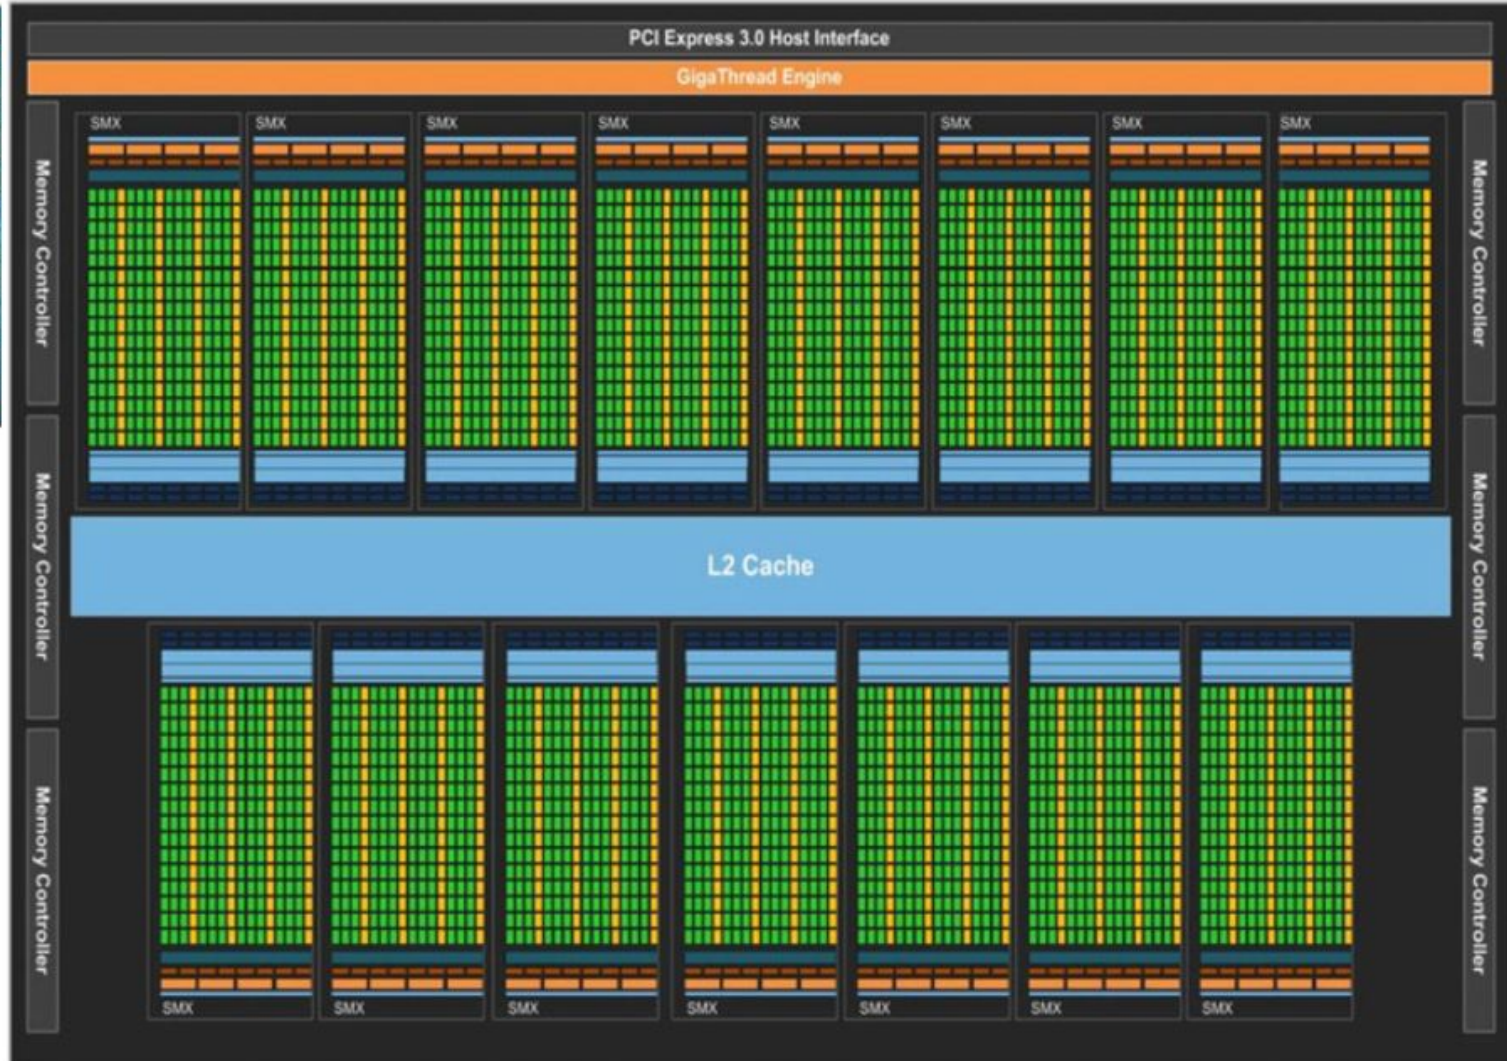 PCI Express 3.0 Host Interface
GigaThread Engine
SMX
SMX
SMX
SMX
SMX
SMX
SMX
SMX
Memory Controller
Memory Controller
Memory Controller
Memory Controller
L2 Cache
Memory Controller
Memory Controller
SMX
SMX
SMX
SMX
SMX
SMX
SMX